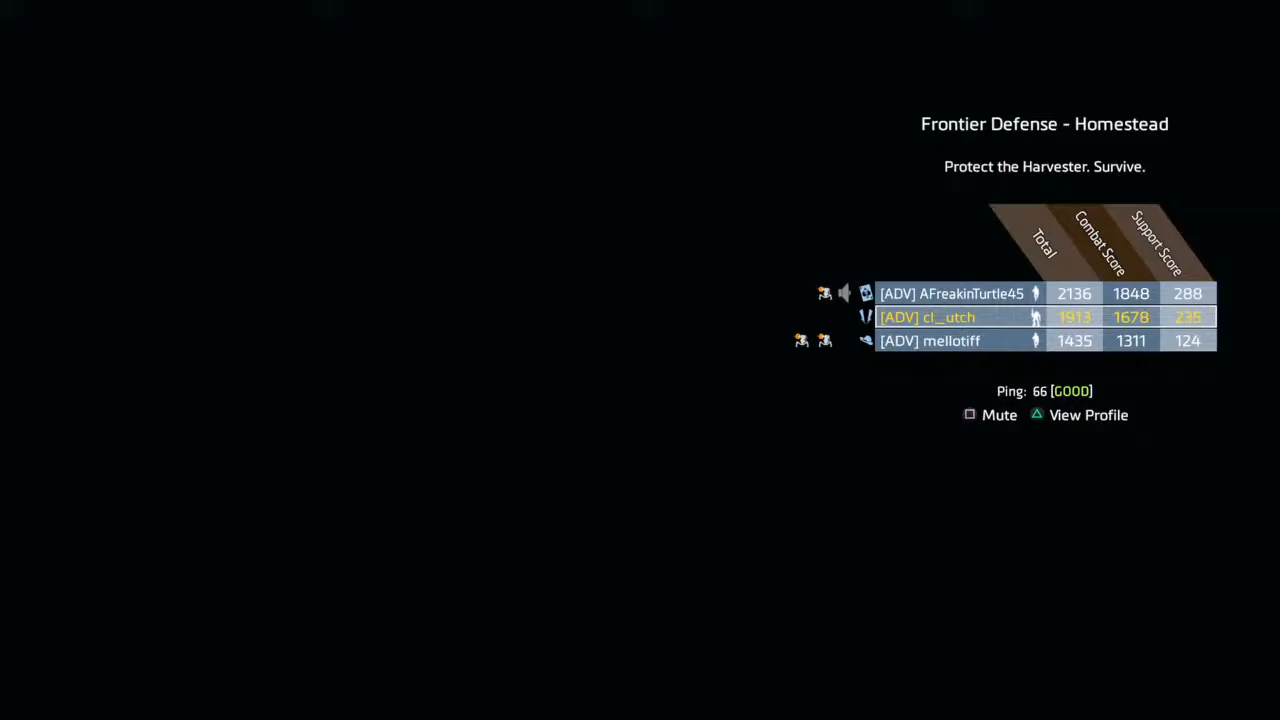 Frontier Defense - Homestead
Protect the Harvester. Survive.
Total Combat Score Support Score
[ADV] AFreakinTurtle45 2136 1848 288
[ADV] cl_utch 1913 1678 235
[ADV] mellotiff 1435 1311 124
Ping: 66 [GOOD]
Mute View Profile